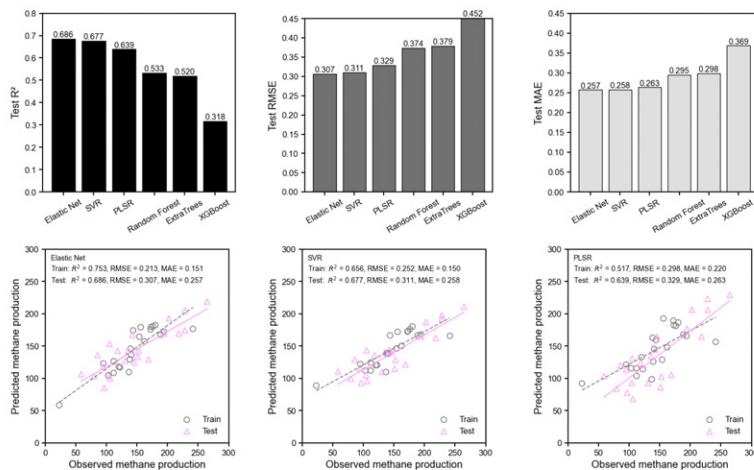 0.8
0.7
0.6
0.5
0.4
0.3
0.2
0.1
0.0
Test R²
0.686
0.677
0.639
0.533
0.520
0.318
Elastic Net
SVR
PLSR
Random Forest
ExtraTrees
XGBoost
0.45
0.40
0.35
0.30
0.25
0.20
0.15
0.10
0.05
0.00
Test RMSE
0.307
0.311
0.329
0.374
0.379
0.452
Elastic Net
SVR
PLSR
Random Forest
ExtraTrees
XGBoost
0.45
0.40
0.35
0.30
0.25
0.20
0.15
0.10
0.05
0.00
Test MAE
0.257
0.258
0.263
0.295
0.298
0.369
Elastic Net
SVR
PLSR
Random Forest
ExtraTrees
XGBoost
300
250
200
150
100
50
0
Predicted methane production
Elastic Net
Train: R² = 0.753, RMSE = 0.213, MAE = 0.151
Test: R² = 0.686, RMSE = 0.307, MAE = 0.257
Train
Test
0 50 100 150 200 250 300
Observed methane production
300
250
200
150
100
50
0
Predicted methane production
SVR
Train: R² = 0.656, RMSE = 0.252, MAE = 0.150
Test: R² = 0.677, RMSE = 0.311, MAE = 0.258
Train
Test
0 50 100 150 200 250 300
Observed methane production
300
250
200
150
100
50
0
Predicted methane production
PLSR
Train: R² = 0.517, RMSE = 0.298, MAE = 0.220
Test: R² = 0.639, RMSE = 0.329, MAE = 0.263
Train
Test
0 50 100 150 200 250 300
Observed methane production